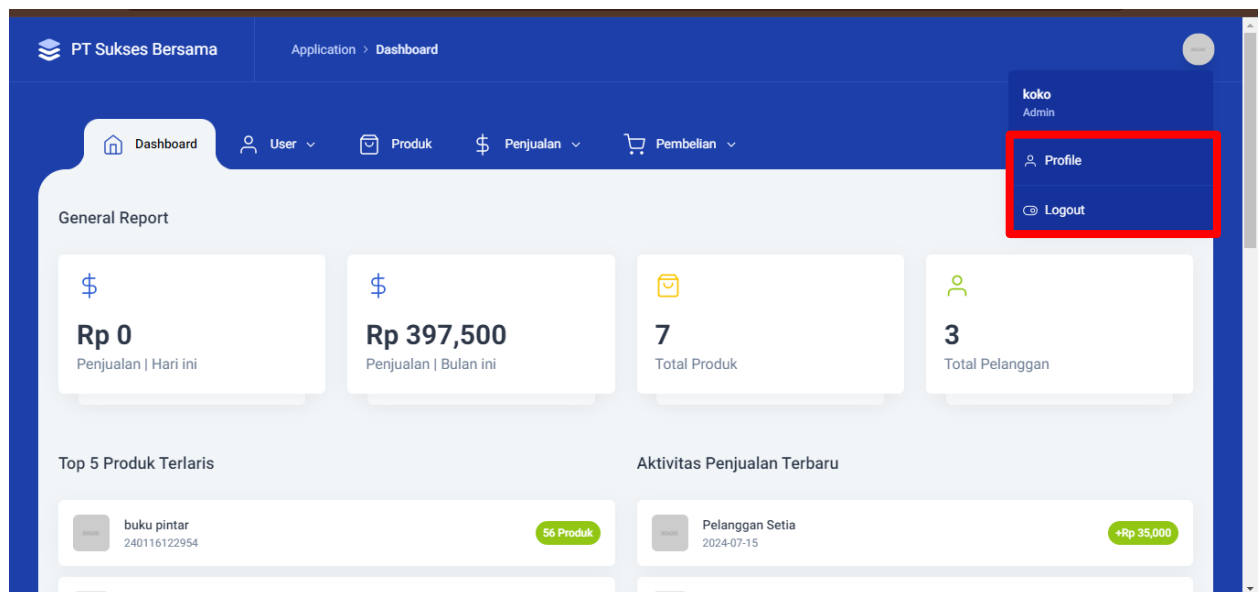 PT Sukses Bersama
Application > Dashboard
koko
Admin
Profile
Logout
Dashboard
User
Produk
Penjualan
Pembelian
General Report
Rp 0
Penjualan | Hari ini
Rp 397,500
Penjualan | Bulan ini
7
Total Produk
3
Total Pelanggan
Top 5 Produk Terlaris
buku pintar
240116122954
56 Produk
Aktivitas Penjualan Terbaru
Pelanggan Setia
2024-07-15
+Rp 35,000